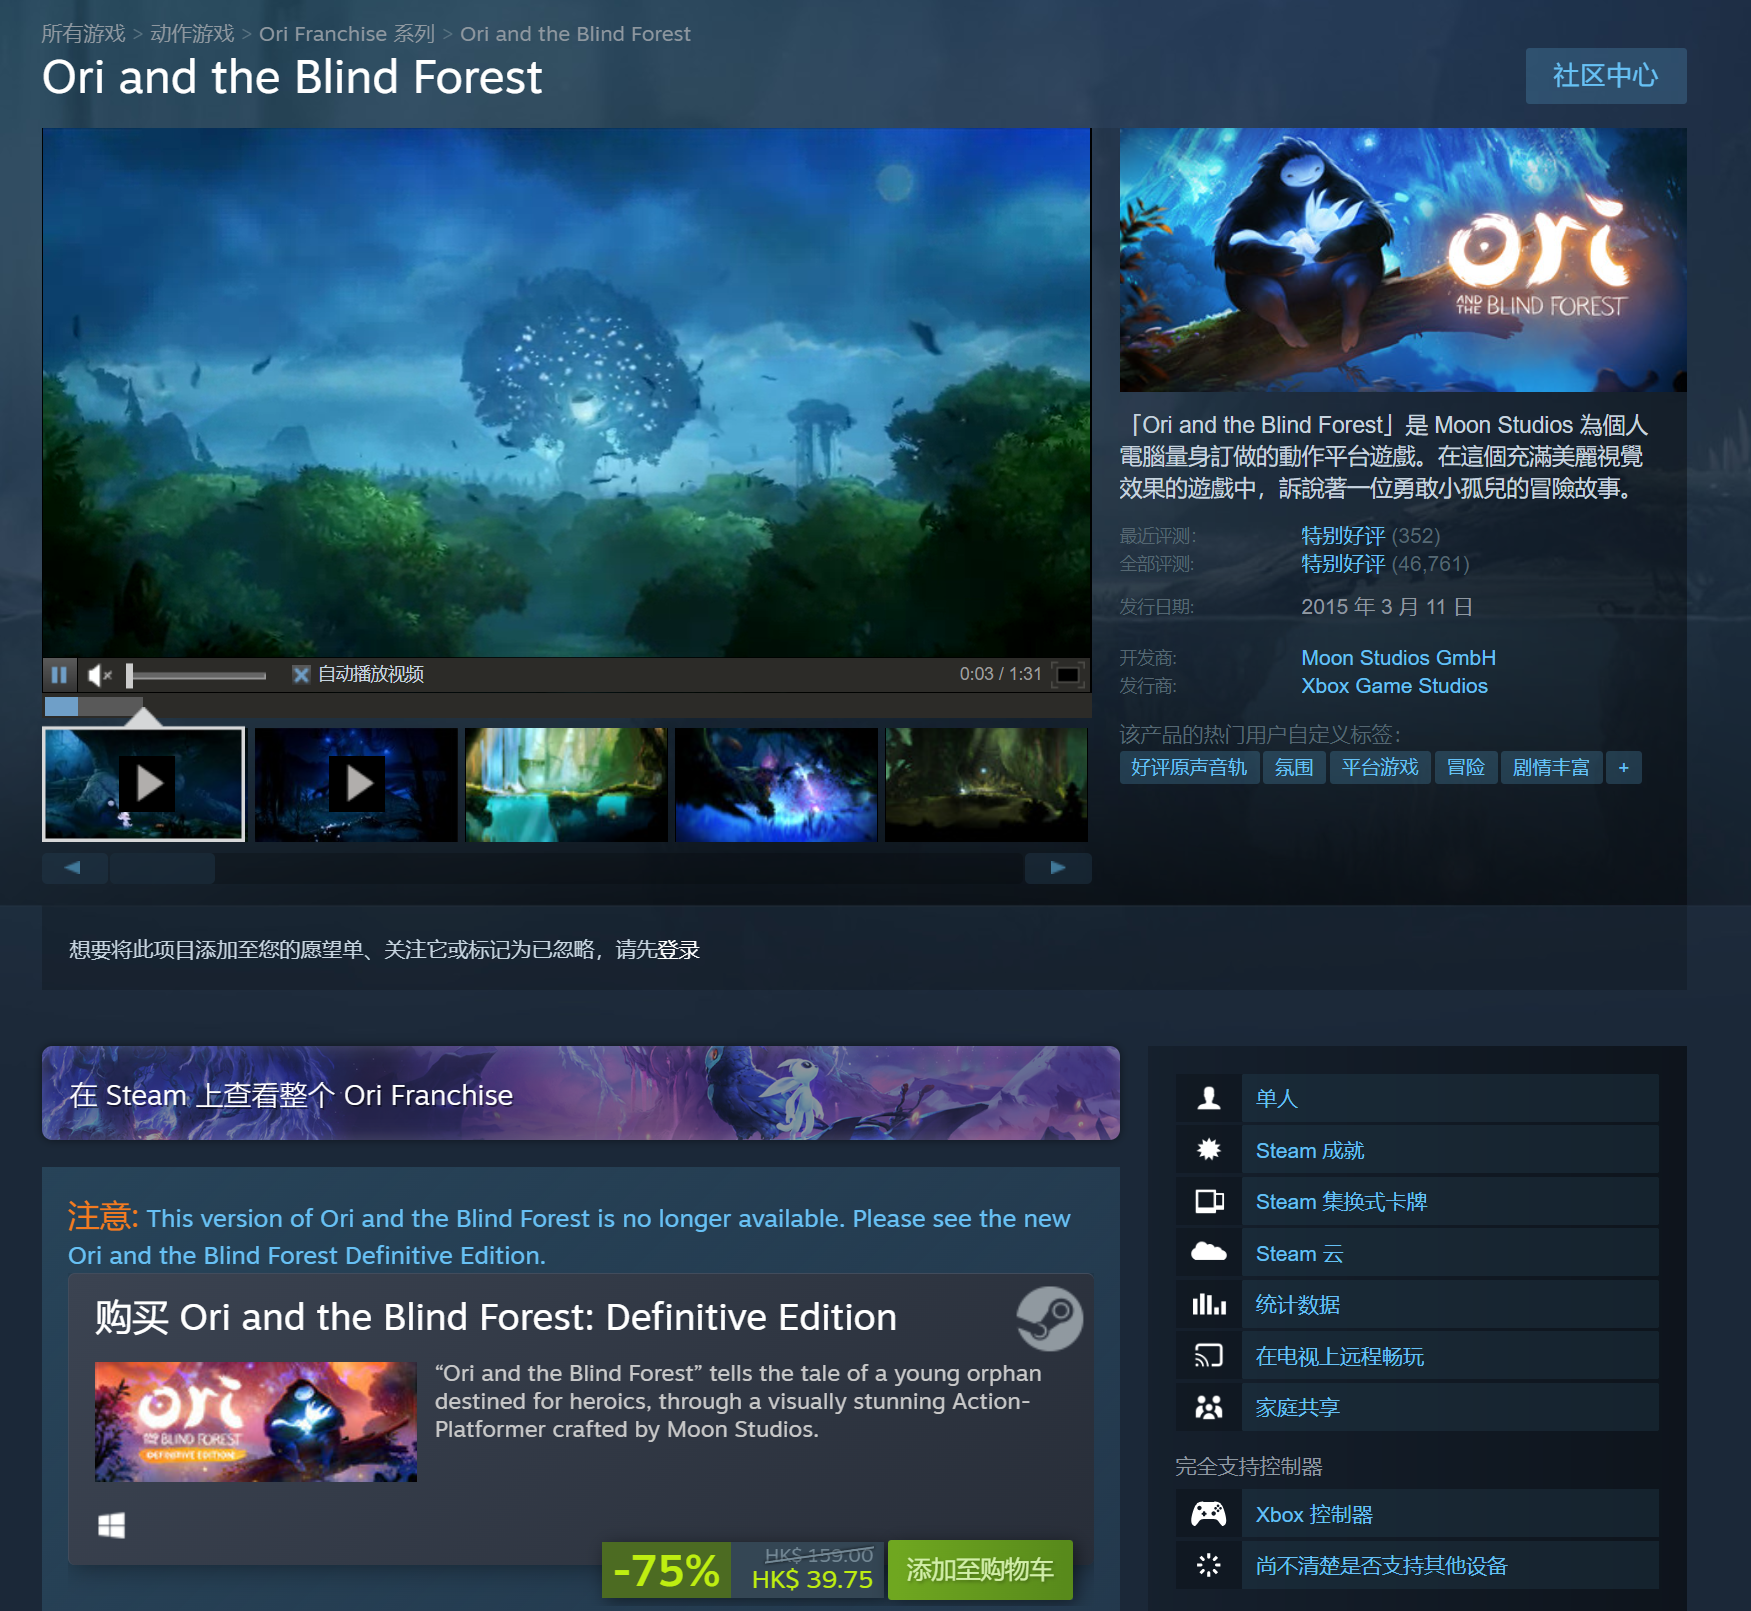 所有游戏 > 动作游戏 > Ori Franchise 系列 > Ori and the Blind Forest
Ori and the Blind Forest
社区中心
ori
AND THE BLIND FOREST
「Ori and the Blind Forest」是 Moon Studios 為個人
電腦量身訂做的動作平台遊戲。在這個充滿美麗視覺
效果的遊戲中，訴說著一位勇敢小孤兒的冒險故事。
最近评测: 特别好评 (352)
全部评测: 特别好评 (46,761)
发行日期: 2015 年 3 月 11 日
开发商: Moon Studios GmbH
发行商: Xbox Game Studios
该产品的热门用户自定义标签:
好评原声音轨 氛围 平台游戏 冒险 剧情丰富 +
自动播放视频 0:03 / 1:31
想要将此项目添加至您的愿望单、关注它或标记为已忽略，请先登录
在 Steam 上查看整个 Ori Franchise
注意: This version of Ori and the Blind Forest is no longer available. Please see the new
Ori and the Blind Forest Definitive Edition.
购买 Ori and the Blind Forest: Definitive Edition
ori
AND THE BLIND FOREST
DEFINITIVE EDITION
“Ori and the Blind Forest” tells the tale of a young orphan
destined for heroics, through a visually stunning Action-
Platformer crafted by Moon Studios.
-75%
HK$ 159.00
HK$ 39.75
添加至购物车
单人
Steam 成就
Steam 集换式卡牌
Steam 云
统计数据
在电视上远程畅玩
家庭共享
完全支持控制器
Xbox 控制器
尚不清楚是否支持其他设备